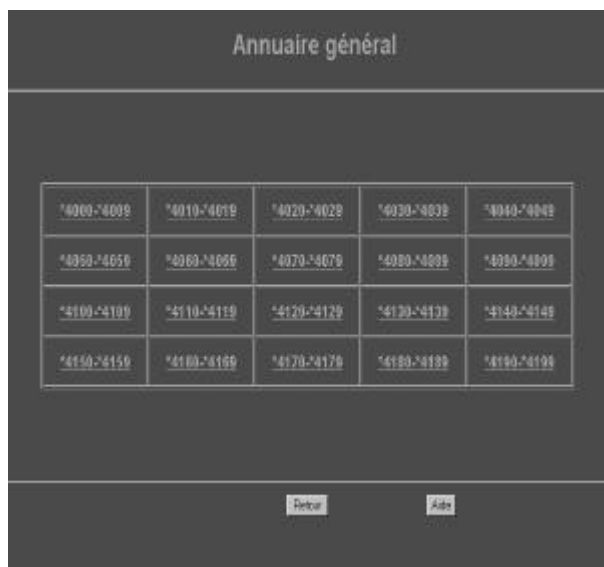 Annuaire général
*4000-*4009 *4010-*4019 *4020-*4029 *4030-*4039 *4040-*4049
*4050-*4059 *4060-*4069 *4070-*4079 *4080-*4089 *4090-*4099
*4100-*4109 *4110-*4119 *4120-*4129 *4130-*4139 *4140-*4149
*4150-*4159 *4160-*4169 *4170-*4179 *4180-*4189 *4190-*4199
Retour Aide